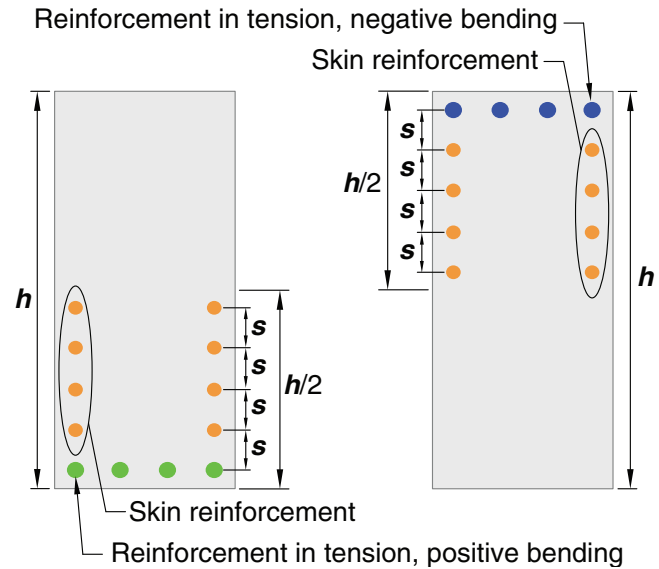 Reinforcement in tension, negative bending
Skin reinforcement
h
s
s
s
s
h/2
h
s
s
s
s
h/2
h
Skin reinforcement
Reinforcement in tension, positive bending